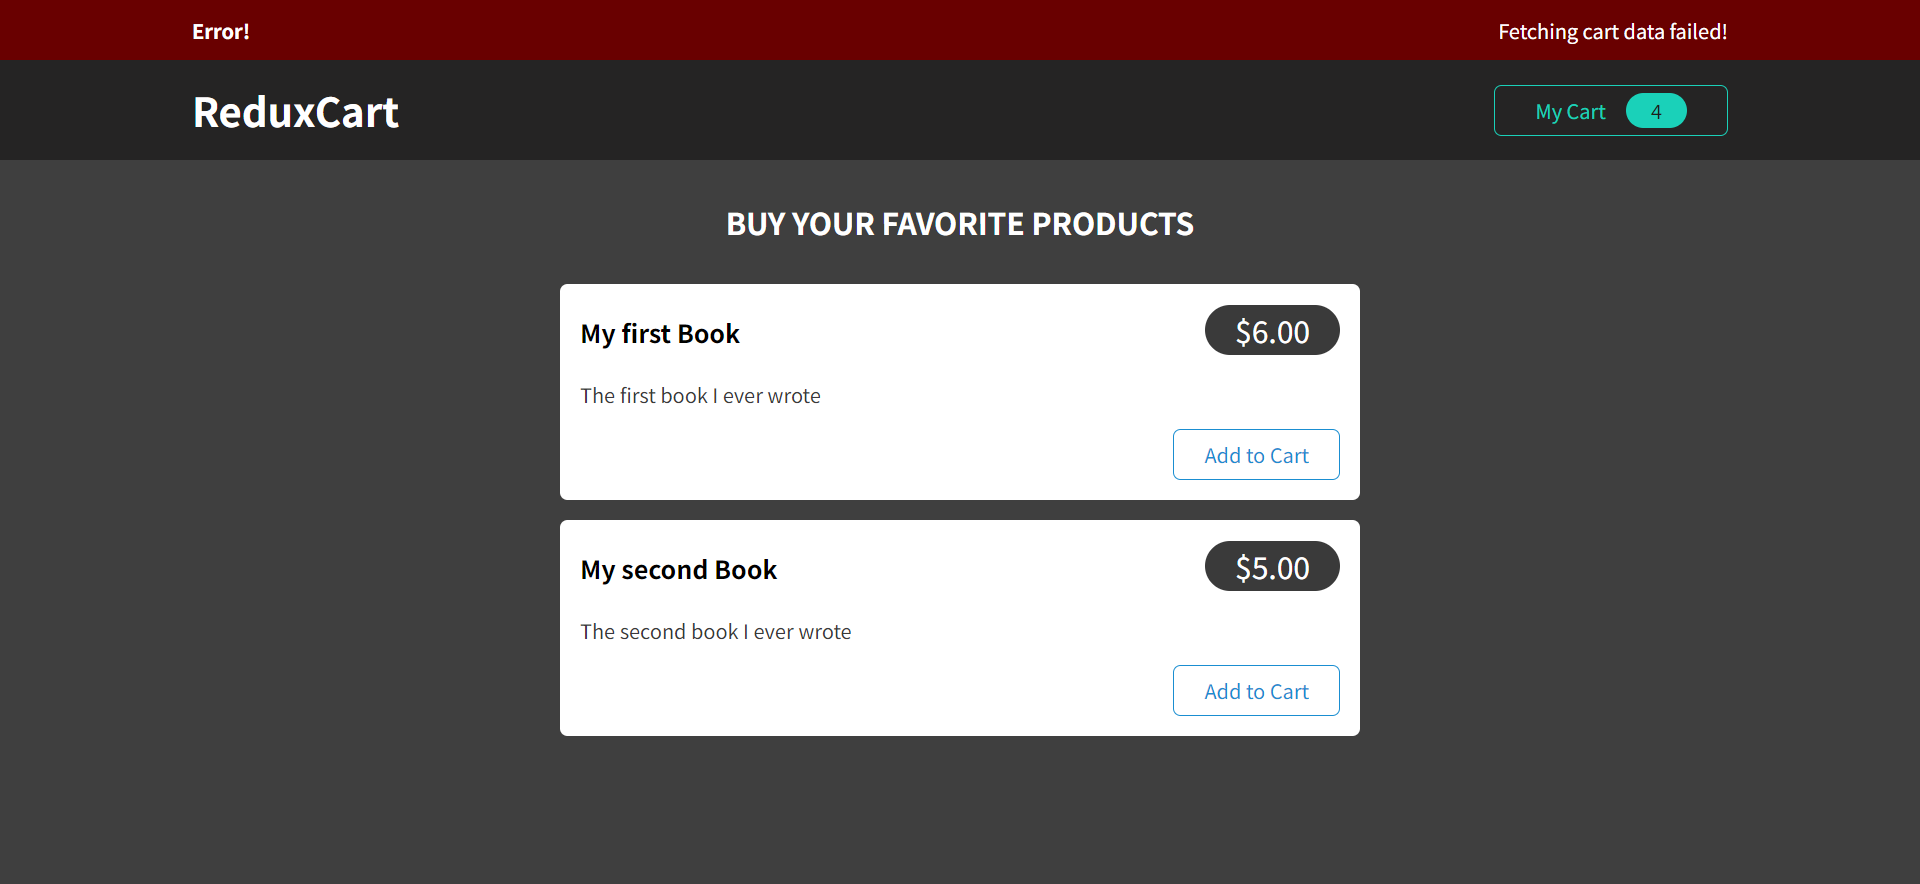 Error!
Fetching cart data failed!
ReduxCart
My Cart 4
BUY YOUR FAVORITE PRODUCTS
My first Book
$6.00
The first book I ever wrote
Add to Cart
My second Book
$5.00
The second book I ever wrote
Add to Cart